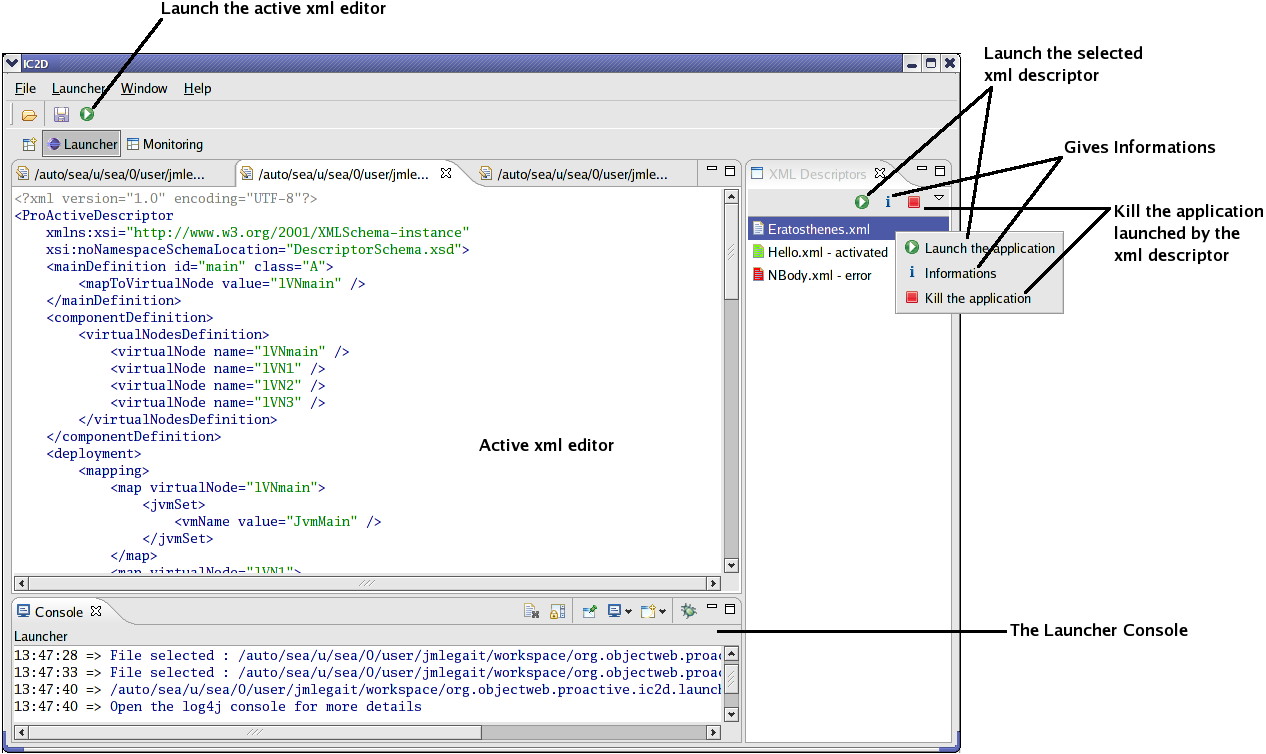 Launch the active xml editor
Launch the selected
xml descriptor
Gives Informations
Kill the application
launched by the
xml descriptor
IC2D
File Launcher Window Help
Launcher Monitoring
/auto/sea/u/sea/0/user/jmle... /auto/sea/u/sea/0/user/jmle... /auto/sea/u/sea/0/user/jmle...
<?xml version="1.0" encoding="UTF-8"?>
<ProActiveDescriptor
xmlns:xsi="http://www.w3.org/2001/XMLSchema-instance"
xsi:noNamespaceSchemaLocation="DescriptorSchema.xsd">
<mainDefinition id="main" class="A">
<mapToVirtualNode value="lVNmain" />
</mainDefinition>
<componentDefinition>
<virtualNodesDefinition>
<virtualNode name="lVNmain" />
<virtualNode name="lVN1" />
<virtualNode name="lVN2" />
<virtualNode name="lVN3" />
</virtualNodesDefinition>
</componentDefinition>
<deployment>
<mapping>
<map virtualNode="lVNmain">
<jvmSet>
<vmName value="JvmMain" />
</jvmSet>
</map>
<map virtualNode="lVN1">
Active xml editor
XML Descriptors
Eratosthenes.xml
Hello.xml - activated
NBody.xml - error
Launch the application
Informations
Kill the application
Console
Launcher
13:47:28 => File selected : /auto/sea/u/sea/0/user/jmlegait/workspace/org.objectweb.proac
13:47:33 => File selected : /auto/sea/u/sea/0/user/jmlegait/workspace/org.objectweb.proac
13:47:40 => /auto/sea/u/sea/0/user/jmlegait/workspace/org.objectweb.proactive.ic2d.launch
13:47:40 => Open the log4j console for more details
The Launcher Console